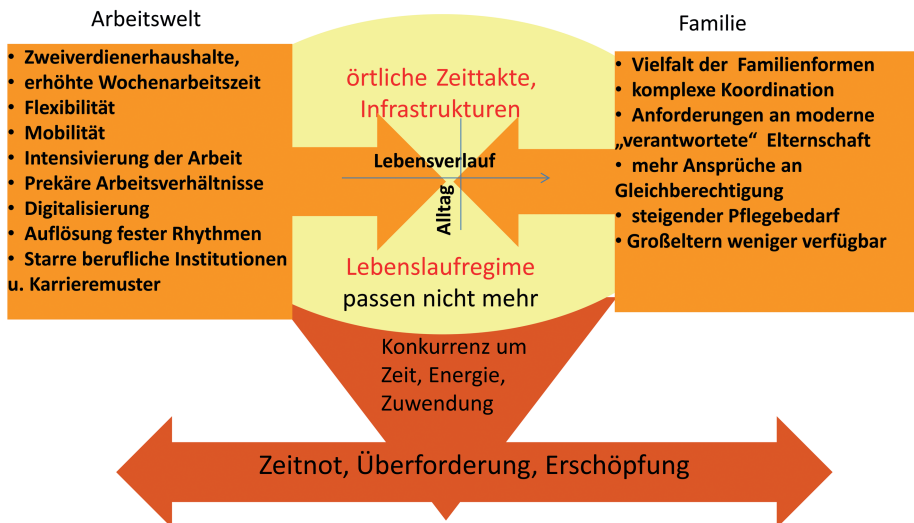 Arbeitswelt
• Zweiverdienerhaushalte,
• erhöhte Wochenarbeitszeit
• Flexibilität
• Mobilität
• Intensivierung der Arbeit
• Prekäre Arbeitsverhältnisse
• Digitalisierung
• Auflösung fester Rhythmen
• Starre berufliche Institutionen
u. Karrieremuster
örtliche Zeittakte,
Infrastrukturen
Lebensverlauf
Alltag
Lebenslaufregime
passen nicht mehr
Familie
• Vielfalt der Familienformen
• komplexe Koordination
• Anforderungen an moderne
„verantwortete“ Elternschaft
• mehr Ansprüche an
Gleichberechtigung
• steigender Pflegebedarf
• Großeltern weniger verfügbar
Konkurrenz um
Zeit, Energie,
Zuwendung
Zeitnot, Überforderung, Erschöpfung